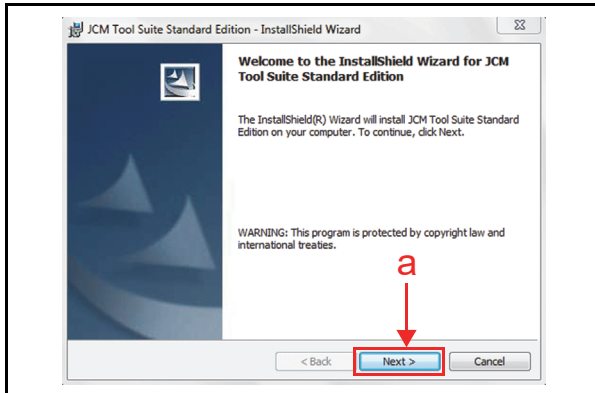 JCM Tool Suite Standard Edition - InstallShield Wizard
Welcome to the InstallShield Wizard for JCM
Tool Suite Standard Edition
The InstallShield(R) Wizard will install JCM Tool Suite Standard
Edition on your computer. To continue, click Next.
WARNING: This program is protected by copyright law and
international treaties.
a
< Back Next > Cancel